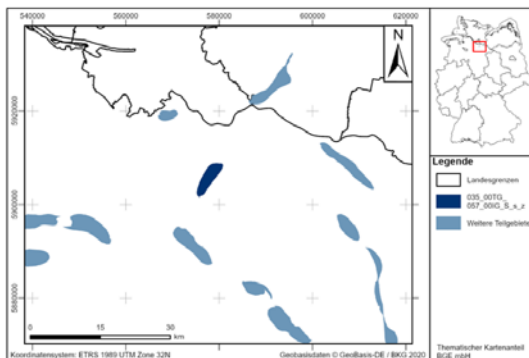 540000 560000 580000 600000 620000
N
5920000
5900000
5880000
0 15 30
km
Koordinatensystem: ETRS 1989 UTM Zone 32N
Geobasisdaten © GeoBasis-DE / BKG 2020
Legende
Landesgrenzen
035_00TG_
057_00IG_S_s_z
Weitere Teilgebiete
Thematischer Kartenanteil
BGE mbH